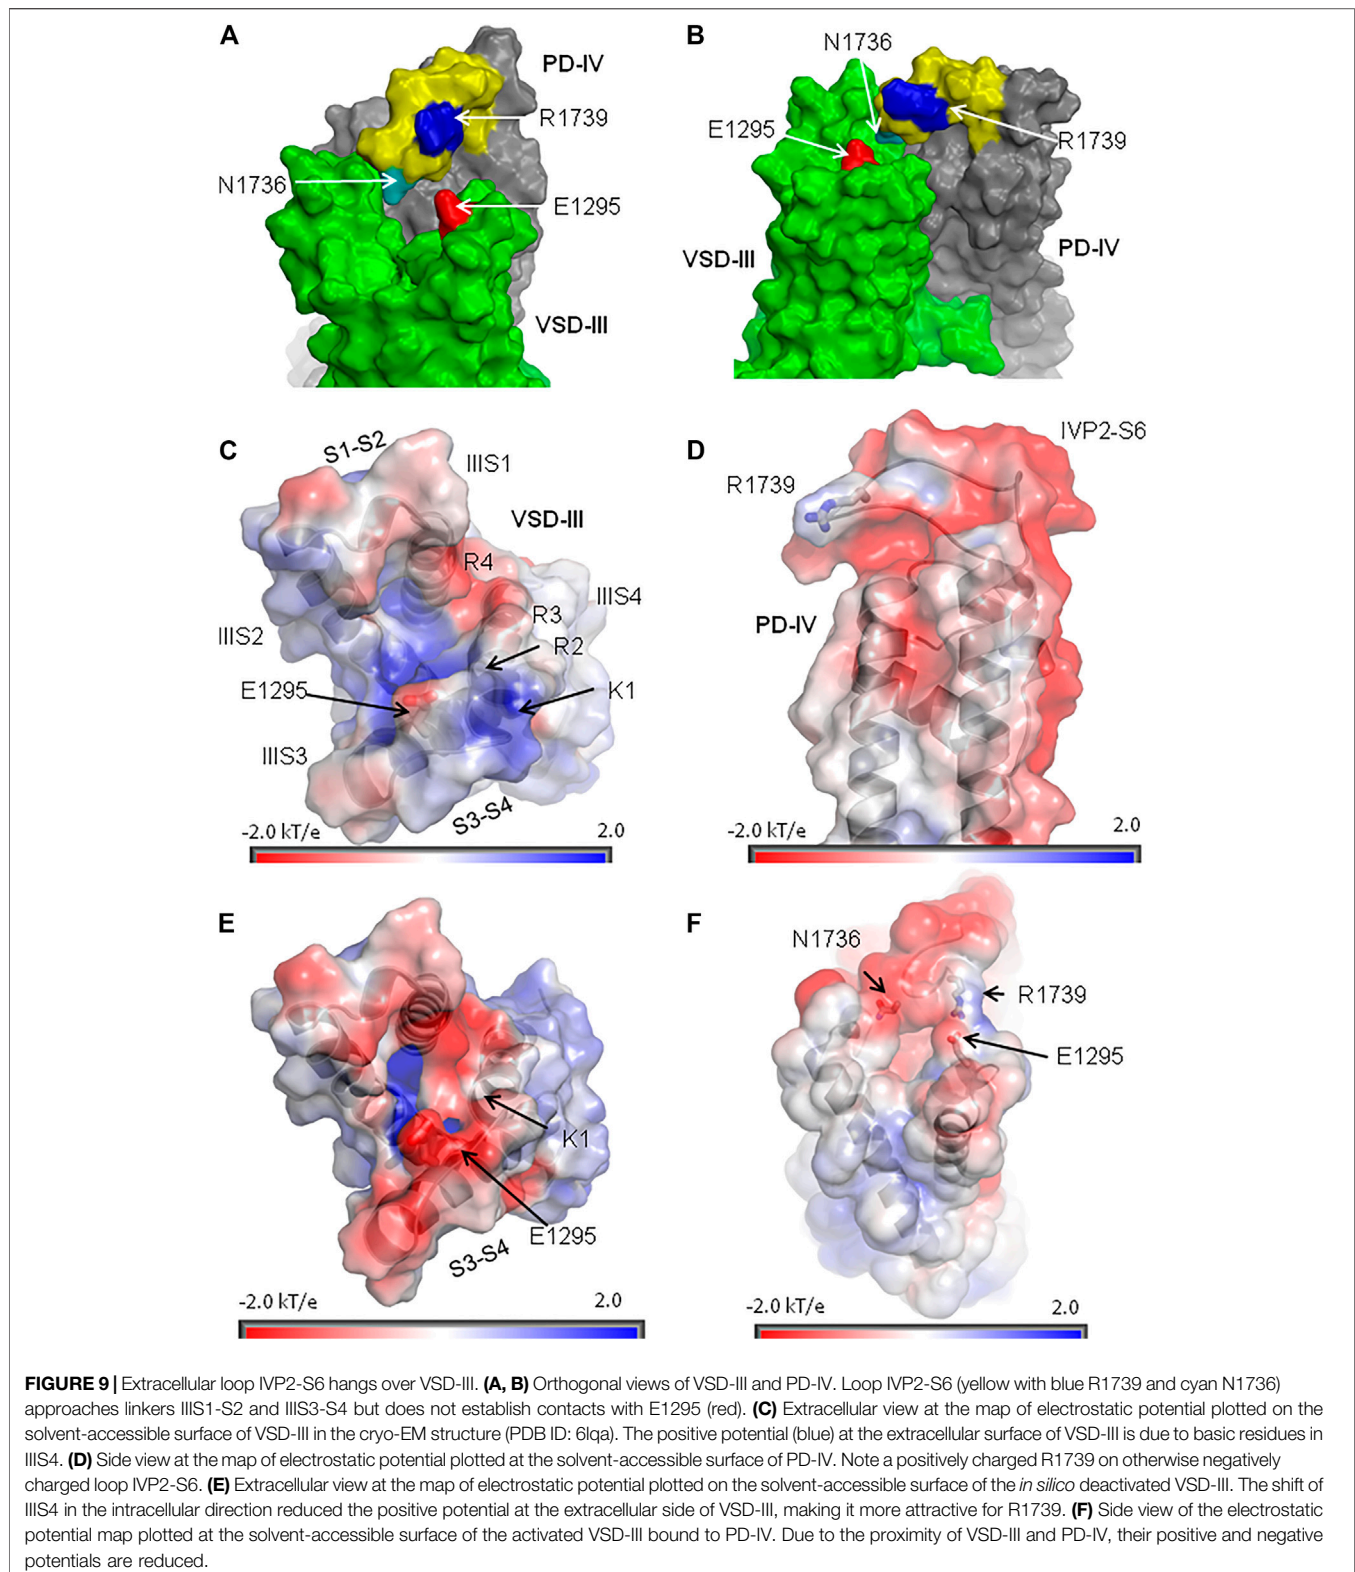 A
PD-IV
R1739
N1736
E1295
VSD-III
B
N1736
E1295
R1739
VSD-III
PD-IV
C
S1-S2
IIIS1
VSD-III
R4
IIIS4
R3
IIIS2
R2
E1295
K1
IIIS3
S3-S4
-2.0 kT/e 2.0
D
IVP2-S6
R1739
PD-IV
-2.0 kT/e 2.0
E
K1
E1295
S3-S4
-2.0 kT/e 2.0
F
N1736
R1739
E1295
-2.0 kT/e 2.0
FIGURE 9 | Extracellular loop IVP2-S6 hangs over VSD-III. (A, B) Orthogonal views of VSD-III and PD-IV. Loop IVP2-S6 (yellow with blue R1739 and cyan N1736)
approaches linkers IIIS1-S2 and IIIS3-S4 but does not establish contacts with E1295 (red). (C) Extracellular view at the map of electrostatic potential plotted on the
solvent-accessible surface of VSD-III in the cryo-EM structure (PDB ID: 6lqa). The positive potential (blue) at the extracellular surface of VSD-III is due to basic residues in
IIIS4. (D) Side view at the map of electrostatic potential plotted at the solvent-accessible surface of PD-IV. Note a positively charged R1739 on otherwise negatively
charged loop IVP2-S6. (E) Extracellular view at the map of electrostatic potential plotted on the solvent-accessible surface of the in silico deactivated VSD-III. The shift of
IIIS4 in the intracellular direction reduced the positive potential at the extracellular side of VSD-III, making it more attractive for R1739. (F) Side view of the electrostatic
potential map plotted at the solvent-accessible surface of the activated VSD-III bound to PD-IV. Due to the proximity of VSD-III and PD-IV, their positive and negative
potentials are reduced.